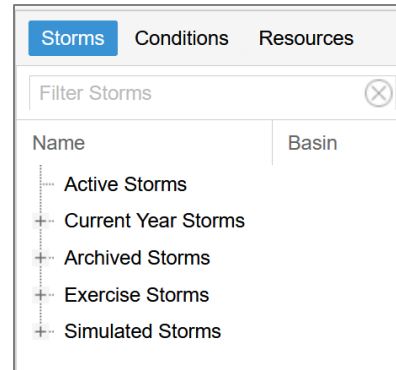 Storms Conditions Resources
Filter Storms
Name Basin
Active Storms
Current Year Storms
Archived Storms
Exercise Storms
Simulated Storms